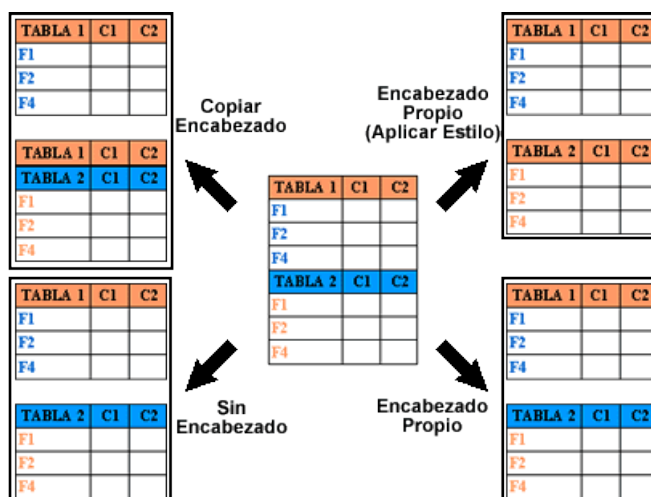 TABLA 1 C1 C2
F1
F2
F4
TABLA 1 C1 C2
TABLA 2 C1 C2
F1
F2
F4
Copiar
Encabezado
Encabezado
Propio
(Aplicar Estilo)
TABLA 1 C1 C2
F1
F2
F4
TABLA 2 C1 C2
F1
F2
F4
TABLA 1 C1 C2
F1
F2
F4
TABLA 2 C1 C2
F1
F2
F4
TABLA 1 C1 C2
F1
F2
F4
TABLA 2 C1 C2
F1
F2
F4
Sin
Encabezado
Encabezado
Propio
TABLA 1 C1 C2
F1
F2
F4
TABLA 2 C1 C2
F1
F2
F4